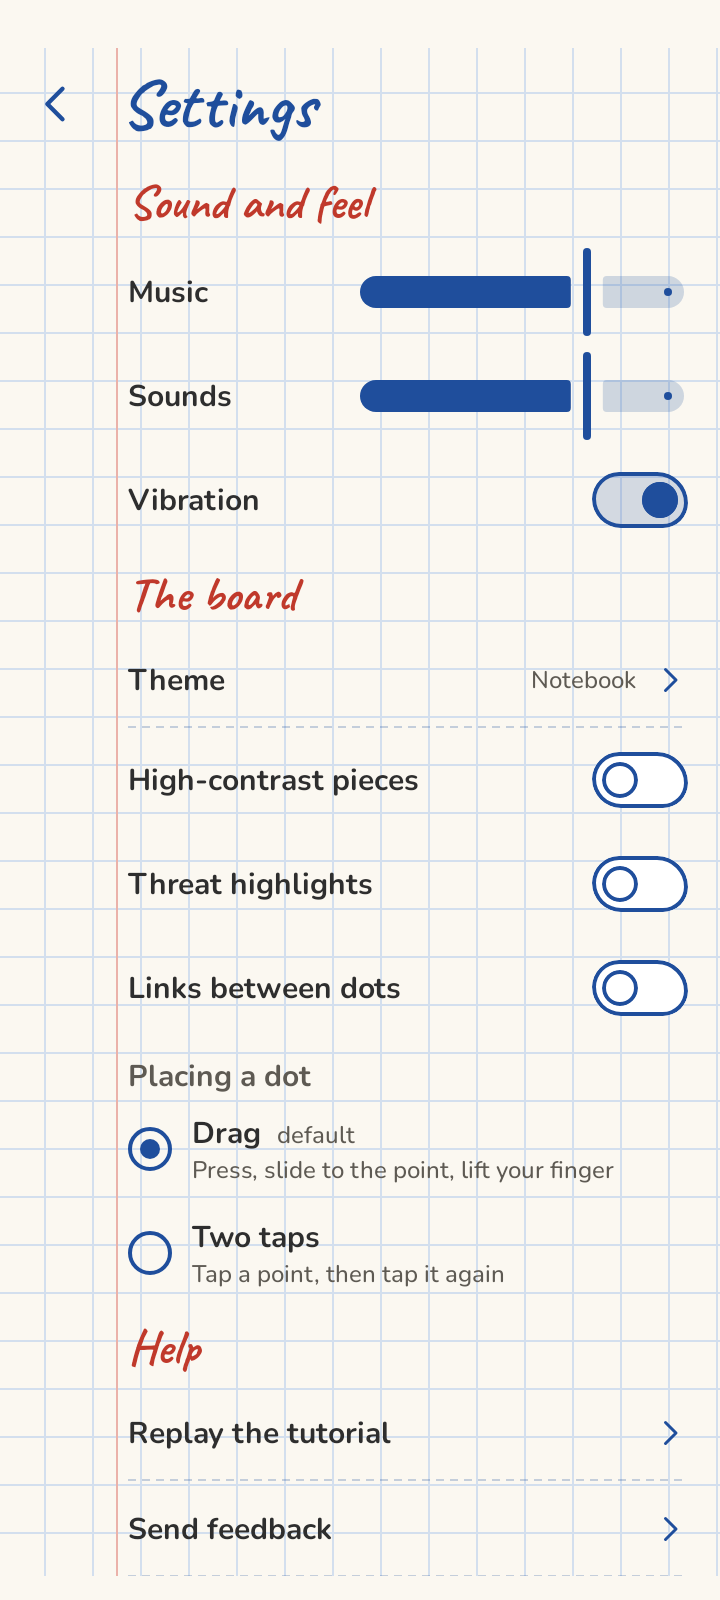 Settings
Sound and feel
Music
Sounds
Vibration
The board
Theme Notebook
High-contrast pieces
Threat highlights
Links between dots
Placing a dot
Drag default
Press, slide to the point, lift your finger
Two taps
Tap a point, then tap it again
Help
Replay the tutorial
Send feedback